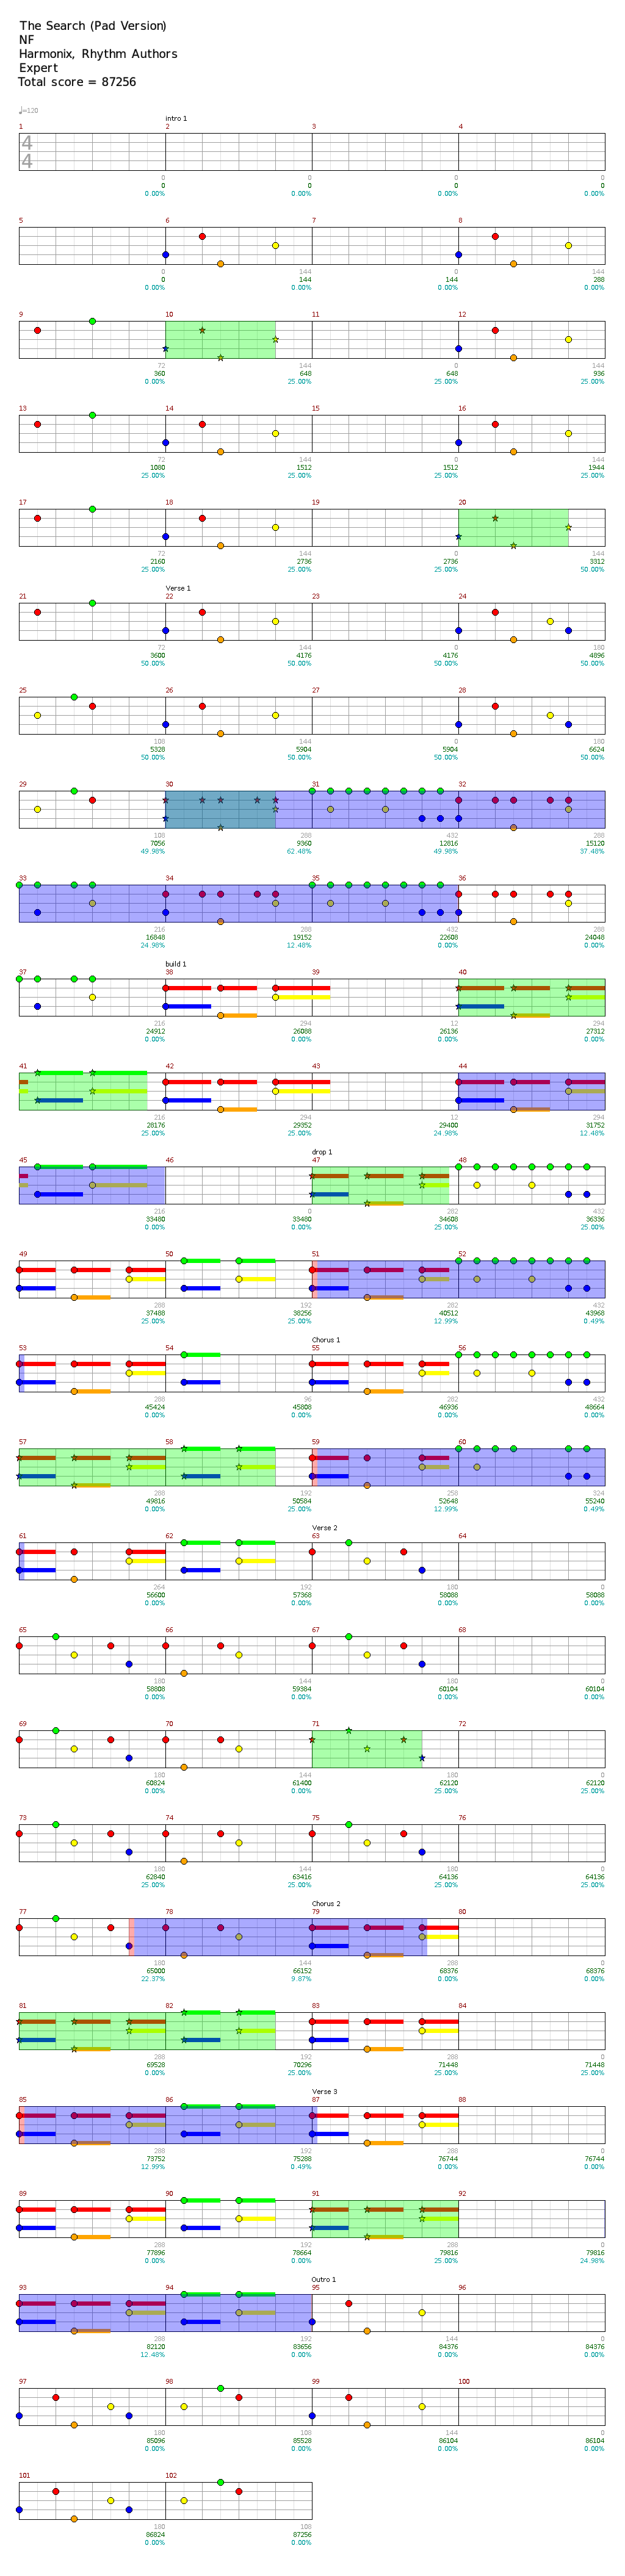 The Search (Pad Version)
NF
Harmonix, Rhythm Authors
Expert
Total score = 87256
♩=120
intro 1
1 2 3 4
4
4
0 0 0 0
0 0 0 0
0.00% 0.00% 0.00% 0.00%
5 6 7 8
0 144 0 144
0 144 144 288
0.00% 0.00% 0.00% 0.00%
9 10 11 12
72 144 0 144
360 648 648 936
0.00% 25.00% 25.00% 25.00%
13 14 15 16
72 144 0 144
1080 1512 1512 1944
25.00% 25.00% 25.00% 25.00%
17 18 19 20
72 144 0 144
2160 2736 2736 3312
25.00% 25.00% 25.00% 50.00%
Verse 1
21 22 23 24
72 144 0 180
3600 4176 4176 4896
50.00% 50.00% 50.00% 50.00%
25 26 27 28
108 144 0 180
5328 5904 5904 6624
50.00% 50.00% 50.00% 50.00%
29 30 31 32
108 288 432 288
7056 9360 12816 15120
49.98% 62.48% 49.98% 37.48%
33 34 35 36
216 288 432 288
16848 19152 22608 24048
24.98% 12.48% 0.00% 0.00%
build 1
37 38 39 40
216 294 12 294
24912 26088 26136 27312
0.00% 0.00% 0.00% 0.00%
41 42 43 44
216 294 12 294
28176 29352 29400 31752
25.00% 25.00% 24.98% 12.48%
drop 1
45 46 47 48
216 0 282 432
33480 33480 34608 36336
0.00% 0.00% 25.00% 25.00%
49 50 51 52
288 192 282 432
37488 38256 40512 43968
25.00% 25.00% 12.99% 0.49%
Chorus 1
53 54 55 56
288 96 282 432
45424 45808 46936 48664
0.00% 0.00% 0.00% 0.00%
57 58 59 60
288 192 258 324
49816 50584 52648 55240
0.00% 25.00% 12.99% 0.49%
Verse 2
61 62 63 64
264 192 180 0
56600 57368 58088 58088
0.00% 0.00% 0.00% 0.00%
65 66 67 68
180 144 180 0
58808 59384 60104 60104
0.00% 0.00% 0.00% 0.00%
69 70 71 72
180 144 180 0
60824 61400 62120 62120
0.00% 0.00% 25.00% 25.00%
73 74 75 76
180 144 180 0
62840 63416 64136 64136
25.00% 25.00% 25.00% 25.00%
Chorus 2
77 78 79 80
180 144 288 0
65000 66152 68376 68376
22.37% 9.87% 0.00% 0.00%
81 82 83 84
288 192 288 0
69528 70296 71448 71448
0.00% 25.00% 25.00% 25.00%
Verse 3
85 86 87 88
288 192 288 0
73752 75288 76744 76744
12.99% 0.49% 0.00% 0.00%
89 90 91 92
288 192 288 0
77896 78664 79816 79816
0.00% 0.00% 25.00% 24.98%
Outro 1
93 94 95 96
288 192 144 0
82120 83656 84376 84376
12.48% 0.00% 0.00% 0.00%
97 98 99 100
180 108 144 0
85096 85528 86104 86104
0.00% 0.00% 0.00% 0.00%
101 102
180 108
86824 87256
0.00% 0.00%